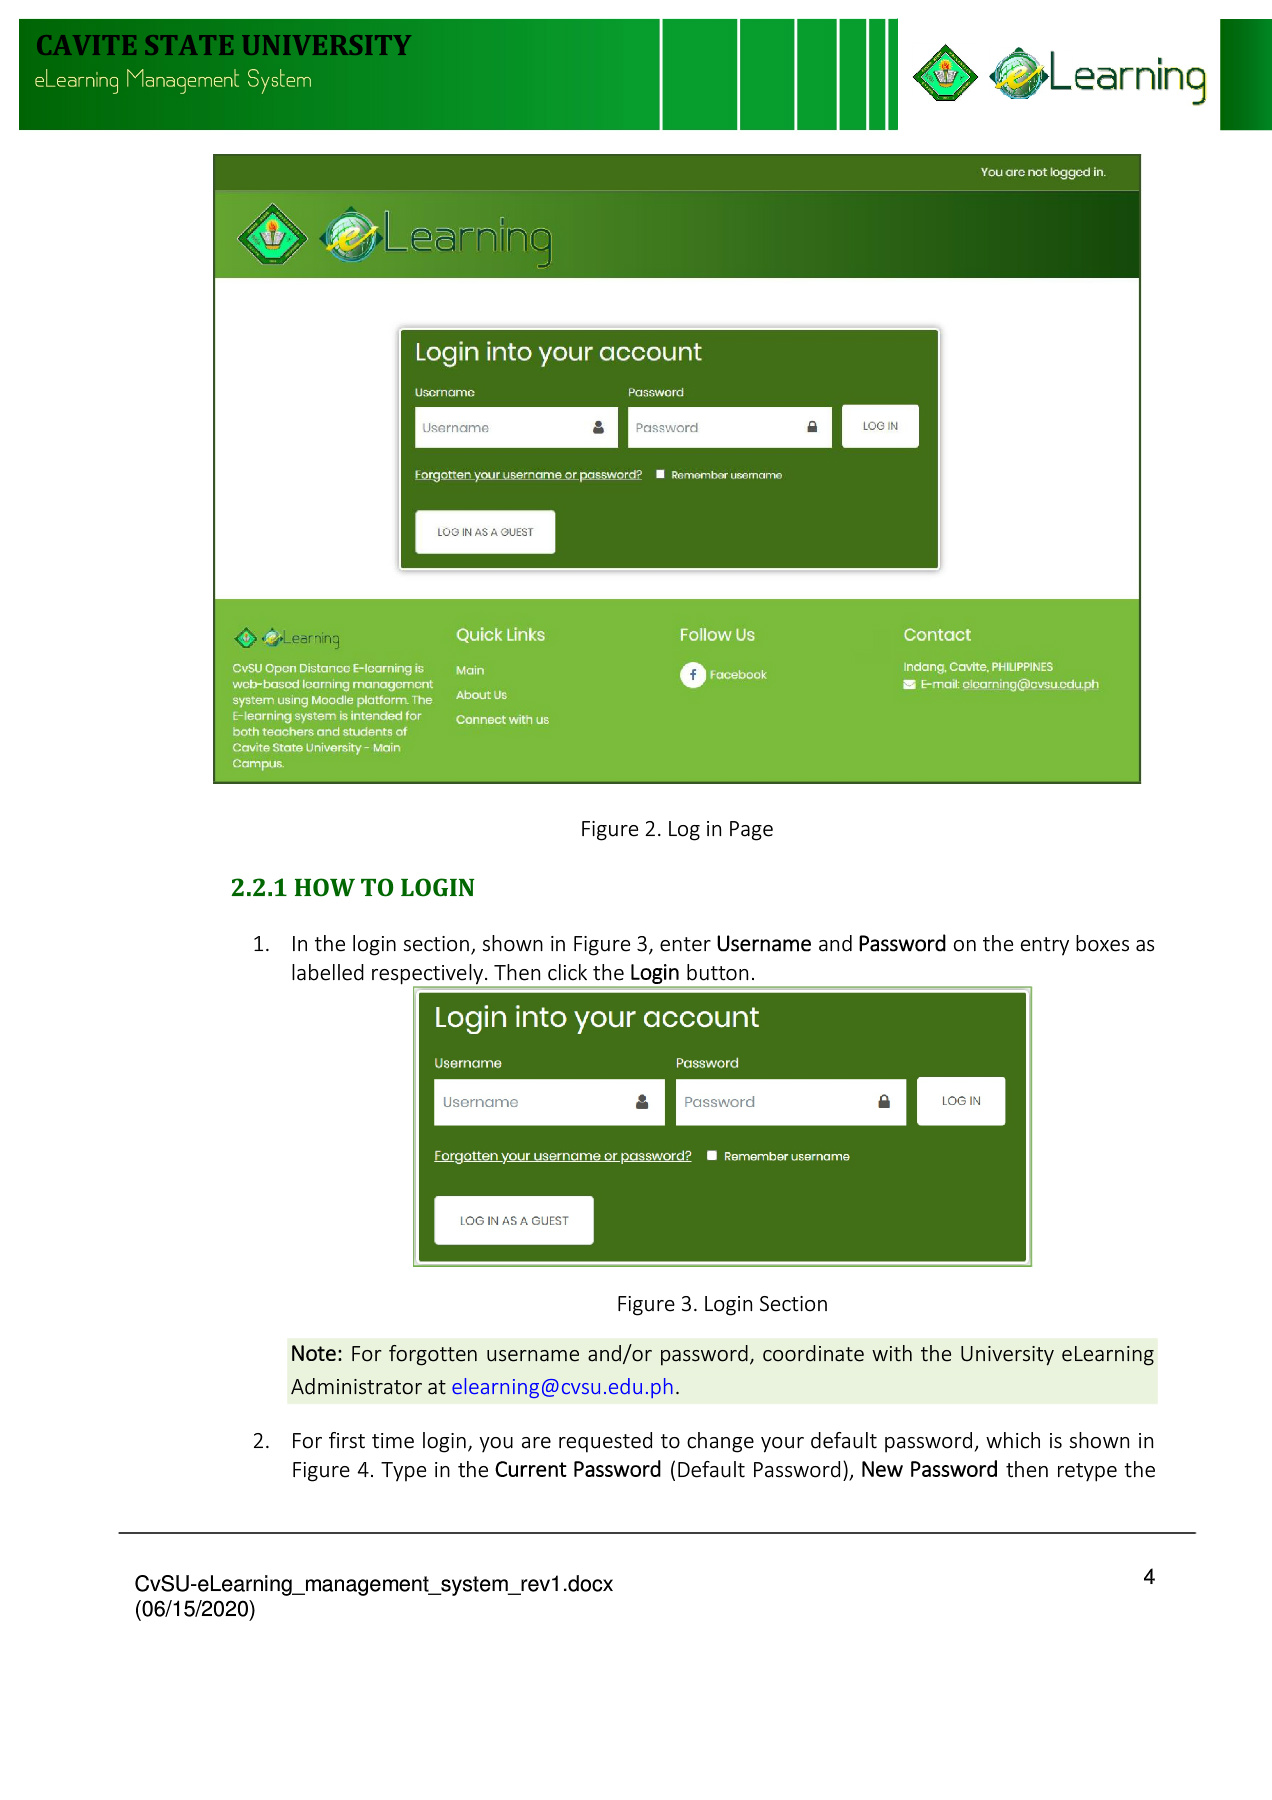 CAVITE STATE UNIVERSITY
eLearning Management System
eLearning
You are not logged in.
eLearning
Login into your account
Username Password
Username Password LOG IN
Forgotten your username or password? Remember username
LOG IN AS A GUEST
eLearning
CvSU Open Distance E-learning is
web-based learning management
system using Moodle platform. The
E-learning system is intended for
both teachers and students of
Cavite State University - Main
Campus.
Quick Links
Main
About Us
Connect with us
Follow Us
Facebook
Contact
Indang, Cavite, PHILIPPINES
E-mail: elearning@cvsu.edu.ph
Figure 2. Log in Page
2.2.1 HOW TO LOGIN
1. In the login section, shown in Figure 3, enter Username and Password on the entry boxes as
labelled respectively. Then click the Login button.
Login into your account
Username Password
Username Password LOG IN
Forgotten your username or password? Remember username
LOG IN AS A GUEST
Figure 3. Login Section
Note: For forgotten username and/or password, coordinate with the University eLearning
Administrator at elearning@cvsu.edu.ph.
2. For first time login, you are requested to change your default password, which is shown in
Figure 4. Type in the Current Password (Default Password), New Password then retype the
CvSU-eLearning_management_system_rev1.docx
(06/15/2020)
4